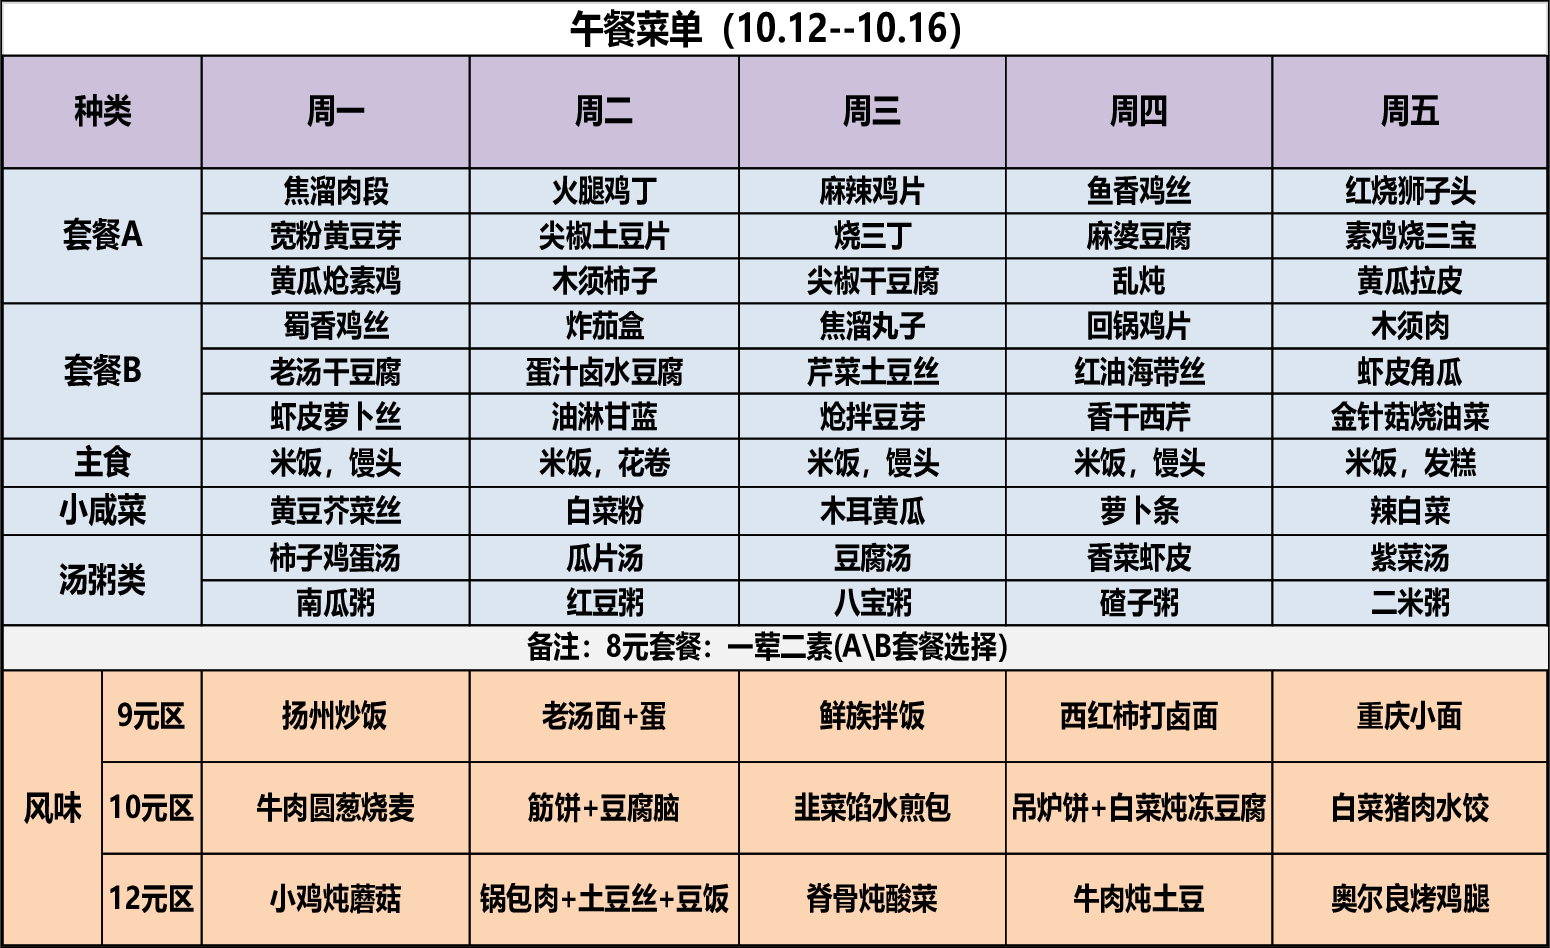 午餐菜单（10.12--10.16）
种类 周一 周二 周三 周四 周五
套餐A 焦溜肉段 火腿鸡丁 麻辣鸡片 鱼香鸡丝 红烧狮子头
宽粉黄豆芽 尖椒土豆片 烧三丁 麻婆豆腐 素鸡烧三宝
黄瓜炝素鸡 木须柿子 尖椒干豆腐 乱炖 黄瓜拉皮
套餐B 蜀香鸡丝 炸茄盒 焦溜丸子 回锅鸡片 木须肉
老汤干豆腐 蛋汁卤水豆腐 芹菜土豆丝 红油海带丝 虾皮角瓜
虾皮萝卜丝 油淋甘蓝 炝拌豆芽 香干西芹 金针菇烧油菜
主食 米饭，馒头 米饭，花卷 米饭，馒头 米饭，馒头 米饭，发糕
小咸菜 黄豆芥菜丝 白菜粉 木耳黄瓜 萝卜条 辣白菜
汤粥类 柿子鸡蛋汤 瓜片汤 豆腐汤 香菜虾皮 紫菜汤
南瓜粥 红豆粥 八宝粥 碴子粥 二米粥
备注：8元套餐：一荤二素(A\B套餐选择)
风味 9元区 扬州炒饭 老汤面+蛋 鲜族拌饭 西红柿打卤面 重庆小面
10元区 牛肉圆葱烧麦 筋饼+豆腐脑 韭菜馅水煎包 吊炉饼+白菜炖冻豆腐 白菜猪肉水饺
12元区 小鸡炖蘑菇 锅包肉+土豆丝+豆饭 脊骨炖酸菜 牛肉炖土豆 奥尔良烤鸡腿